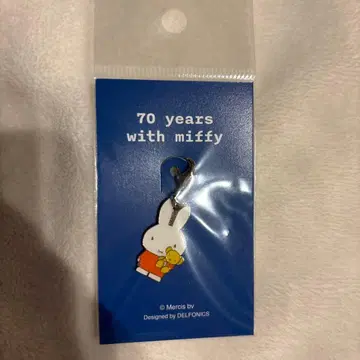 70 years
with miffy
© Mercis bv
Designed by DELFONICS